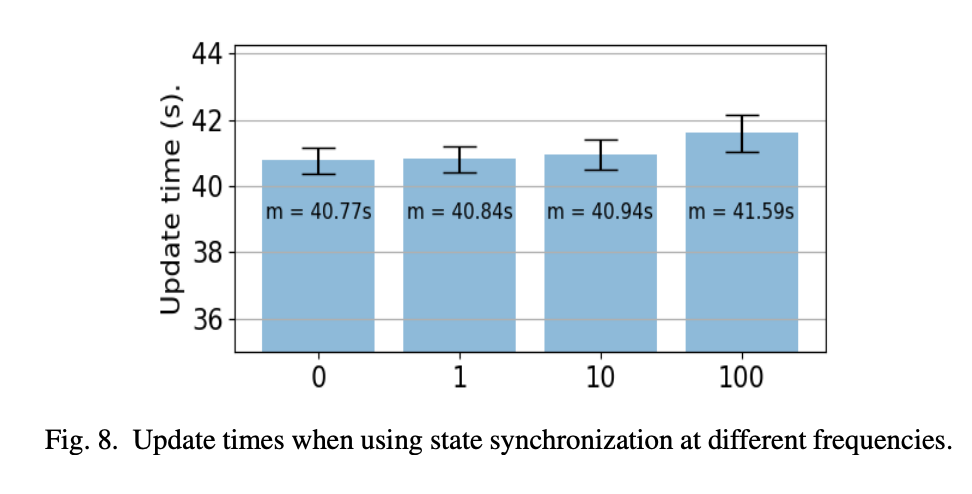 44
42
40
38
36
Update time (s).
m = 40.77s
m = 40.84s
m = 40.94s
m = 41.59s
0
1
10
100
Fig. 8. Update times when using state synchronization at different frequencies.